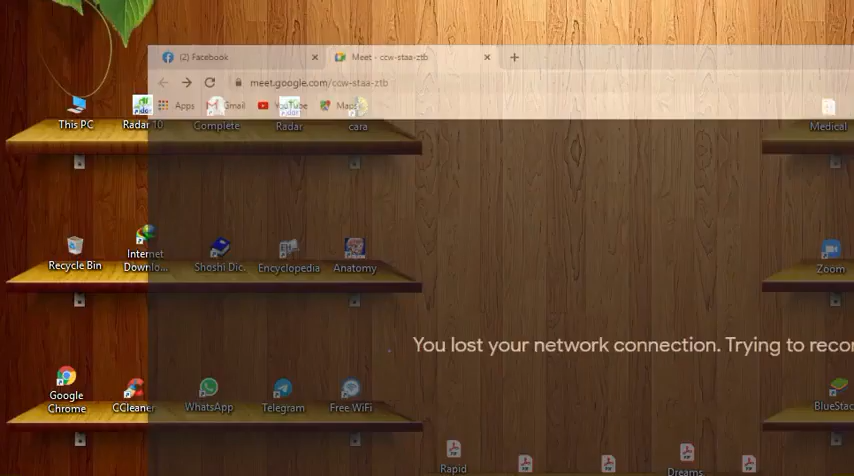 (2) Facebook
Meet - ccw-staa-ztb
meet.google.com/ccw-staa-ztb
Apps
Gmail
YouTube
Maps
This PC
Radar 10
Complete
Radar
cara
Medical
Recycle Bin
Internet
Downlo...
Shoshi Dic.
Encyclopedia
Anatomy
Zoom
You lost your network connection. Trying to recor
Google
Chrome
CCleaner
WhatsApp
Telegram
Free.WiFi
BlueStac
Rapid
Dreams